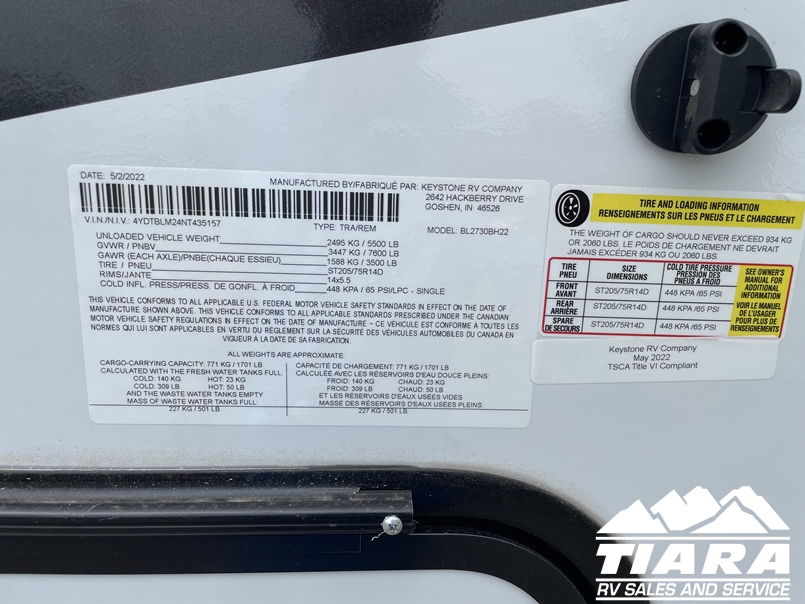 DATE: 5/2/2022
MANUFACTURED BY/FABRIQUÉ PAR: KEYSTONE RV COMPANY
2642 HACKBERRY DRIVE
GOSHEN, IN 46526
V.I.N./N.I.V.: 4YDTBLM24NT435157
TYPE: TRA/REM
MODEL: BL2730BH22
UNLOADED VEHICLE WEIGHT 2495 KG / 5500 LB
GVWR / PNBV 3447 KG / 7600 LB
GAWR (EACH AXLE)/PNBE(CHAQUE ESSIEU) 1588 KG / 3500 LB
TIRE / PNEU ST205/75R14D
RIMS/JANTE 14x5.5
COLD INFL. PRESS/PRESS. DE GONFL. À FROID 448 KPA / 65 PSI/LPC - SINGLE
THIS VEHICLE CONFORMS TO ALL APPLICABLE U.S. FEDERAL MOTOR VEHICLE SAFETY STANDARDS IN EFFECT ON THE DATE OF
MANUFACTURE SHOWN ABOVE. THIS VEHICLE CONFORMS TO ALL APPLICABLE STANDARDS PRESCRIBED UNDER THE CANADIAN
MOTOR VEHICLE SAFETY REGULATIONS IN EFFECT ON THE DATE OF MANUFACTURE ~ CE VÉHICULE EST CONFORME À TOUTES LES
NORMES QUI LUI SONT APPLICABLES EN VERTU DU RÈGLEMENT SUR LA SÉCURITÉ DES VÉHICULES AUTOMOBILES DU CANADA EN
VIGUEUR À LA DATE DE SA FABRICATION.
ALL WEIGHTS ARE APPROXIMATE.
CARGO-CARRYING CAPACITY: 771 KG / 1701 LB
CALCULATED WITH THE FRESH WATER TANKS FULL:
COLD: 140 KG HOT: 23 KG
COLD: 309 LB HOT: 50 LB
AND THE WASTE WATER TANKS EMPTY
MASS OF WASTE WATER TANKS FULL:
227 KG / 501 LB
CAPACITÉ DE CHARGEMENT: 771 KG / 1701 LB
CALCULÉE AVEC LES RÉSERVOIRS D'EAU DOUCE PLEINS:
FROID: 140 KG CHAUD: 23 KG
FROID: 309 LB CHAUD: 50 LB
ET LES RÉSERVOIRS D'EAUX USÉES VIDES
MASSE DES RÉSERVOIRS D'EAUX USÉES PLEINS:
227 KG / 501 LB
TIRE AND LOADING INFORMATION
RENSEIGNEMENTS SUR LES PNEUS ET LE CHARGEMENT
THE WEIGHT OF CARGO SHOULD NEVER EXCEED 934 KG
OR 2060 LBS. LE POIDS DE CHARGEMENT NE DEVRAIT
JAMAIS EXCÉDER 934 KG OU 2060 LBS.
TIRE PNEU
SIZE DIMENSIONS
COLD TIRE PRESSURE PRESSION DES PNEUS À FROID
FRONT AVANT ST205/75R14D 448 KPA /65 PSI
REAR ARRIÈRE ST205/75R14D 448 KPA /65 PSI
SPARE DE SECOURS ST205/75R14D 448 KPA /65 PSI
SEE OWNER'S
MANUAL FOR
ADDITIONAL
INFORMATION
VOIR LE MANUEL
DE L'USAGER
POUR PLUS DE
RENSEIGNEMENTS
Keystone RV Company
May 2022
TSCA Title VI Compliant
TIARA
RV SALES AND SERVICE